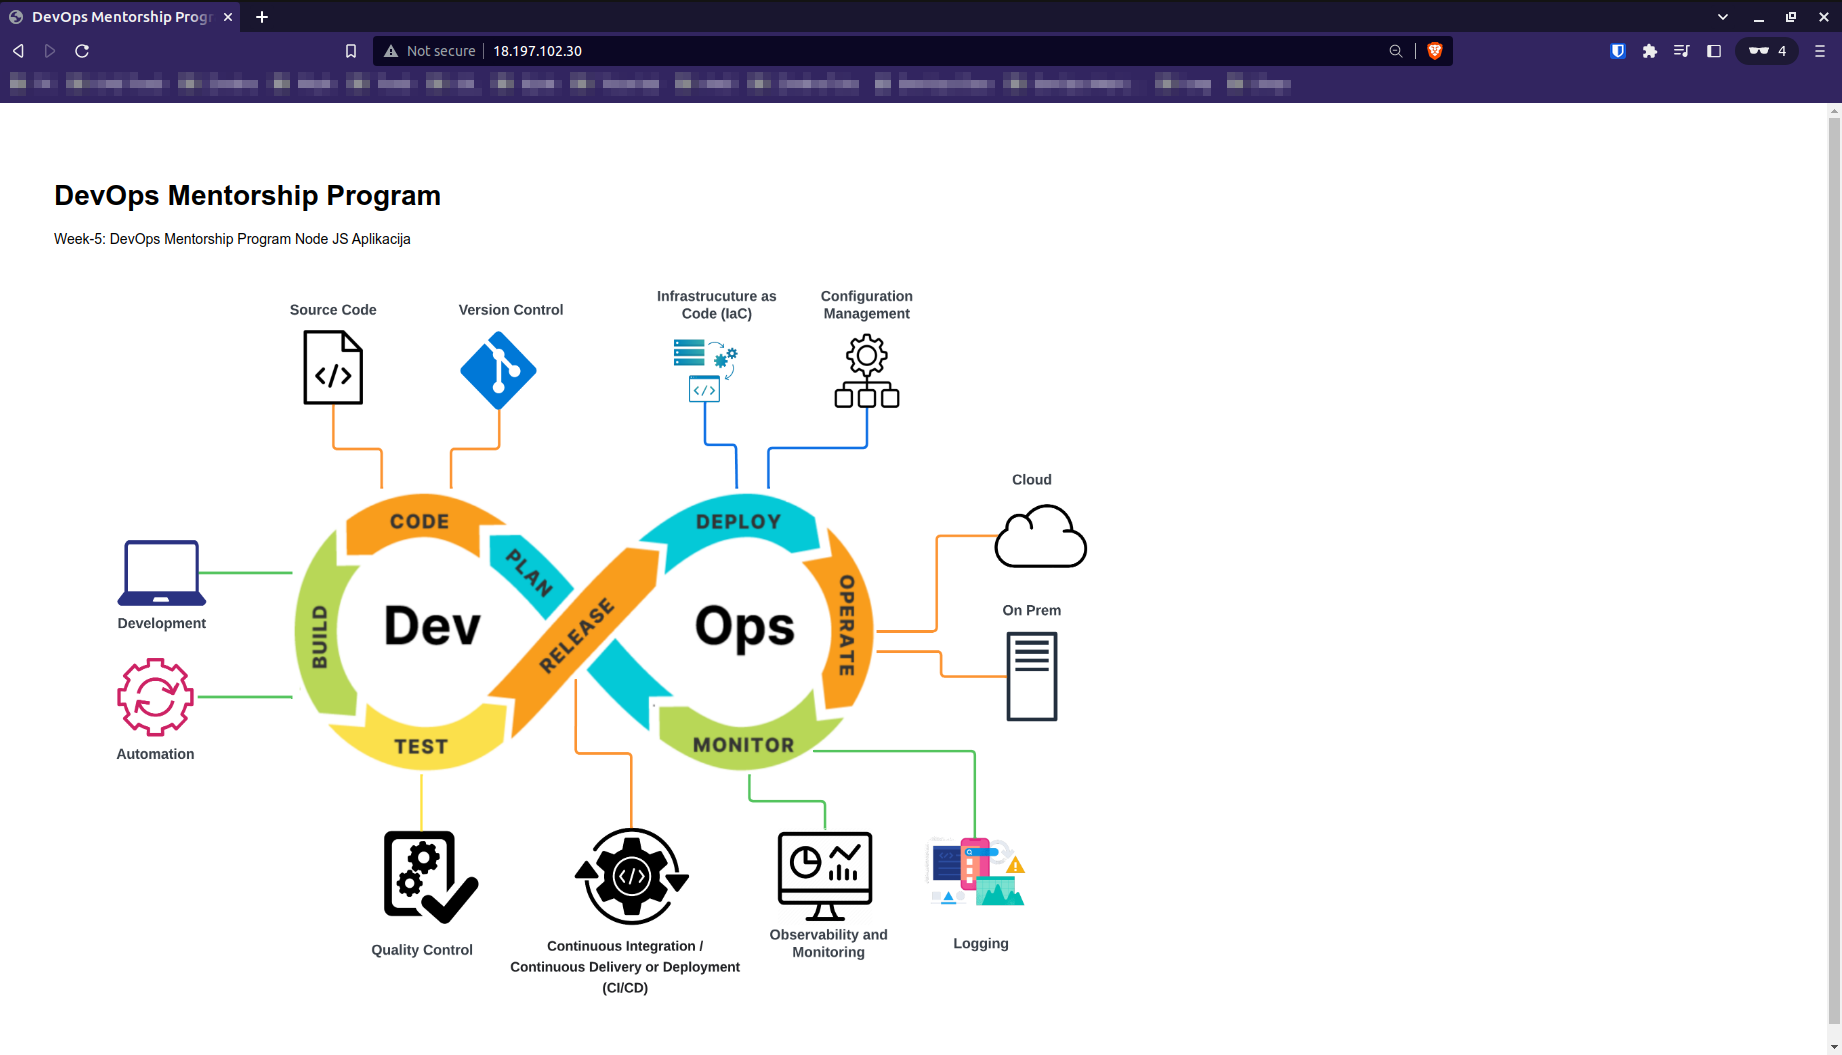 DevOps Mentorship Progr
Not secure
18.197.102.30
4
DevOps Mentorship Program
Week-5: DevOps Mentorship Program Node JS Aplikacija
Source Code
Version Control
Infrastrucuture as
Code (IaC)
Configuration
Management
Cloud
CODE
DEPLOY
PLAN
OPERATE
Dev
Ops
BUILD
RELEASE
On Prem
Development
TEST
MONITOR
Automation
Quality Control
Continuous Integration /
Continuous Delivery or Deployment
(CI/CD)
Observability and
Monitoring
Logging